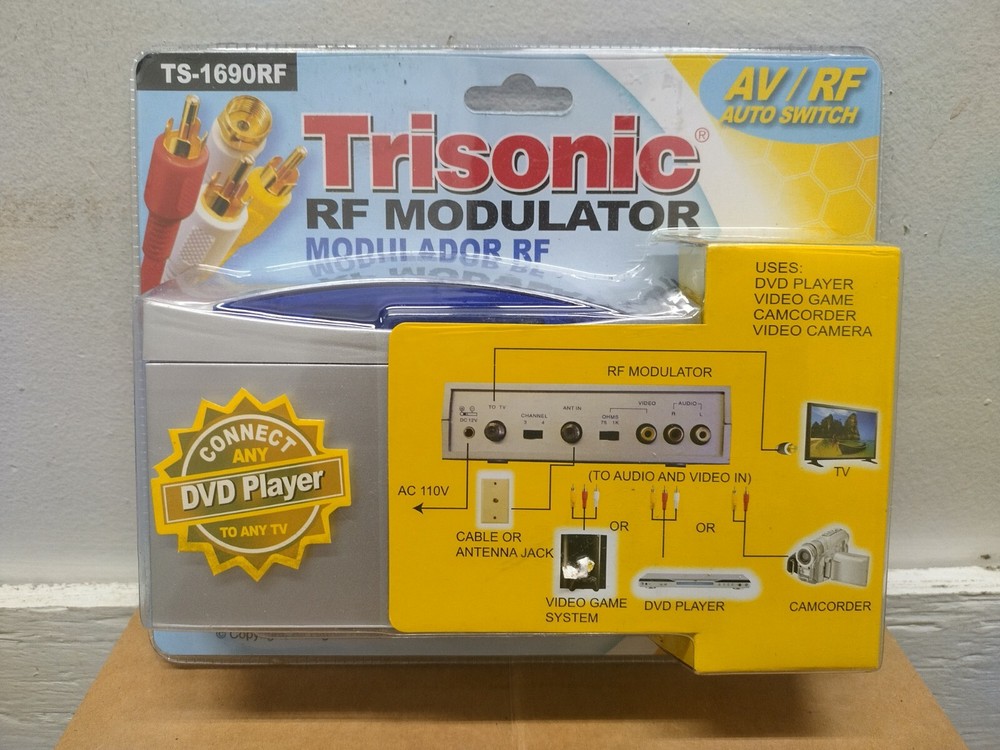 TS-1690RF
AV / RF
AUTO SWITCH
Trisonic®
RF MODULATOR
MODULADOR RF
USES:
DVD PLAYER
VIDEO GAME
CAMCORDER
VIDEO CAMERA
RF MODULATOR
TO TV
CHANNEL
3 4
ANT IN
OHMS
75 1K
VIDEO
AUDIO
R L
DC 12V
TV
(TO AUDIO AND VIDEO IN)
AC 110V
CABLE OR
ANTENNA JACK
OR
OR
VIDEO GAME
SYSTEM
DVD PLAYER
CAMCORDER
CONNECT
ANY
DVD Player
TO ANY TV
©